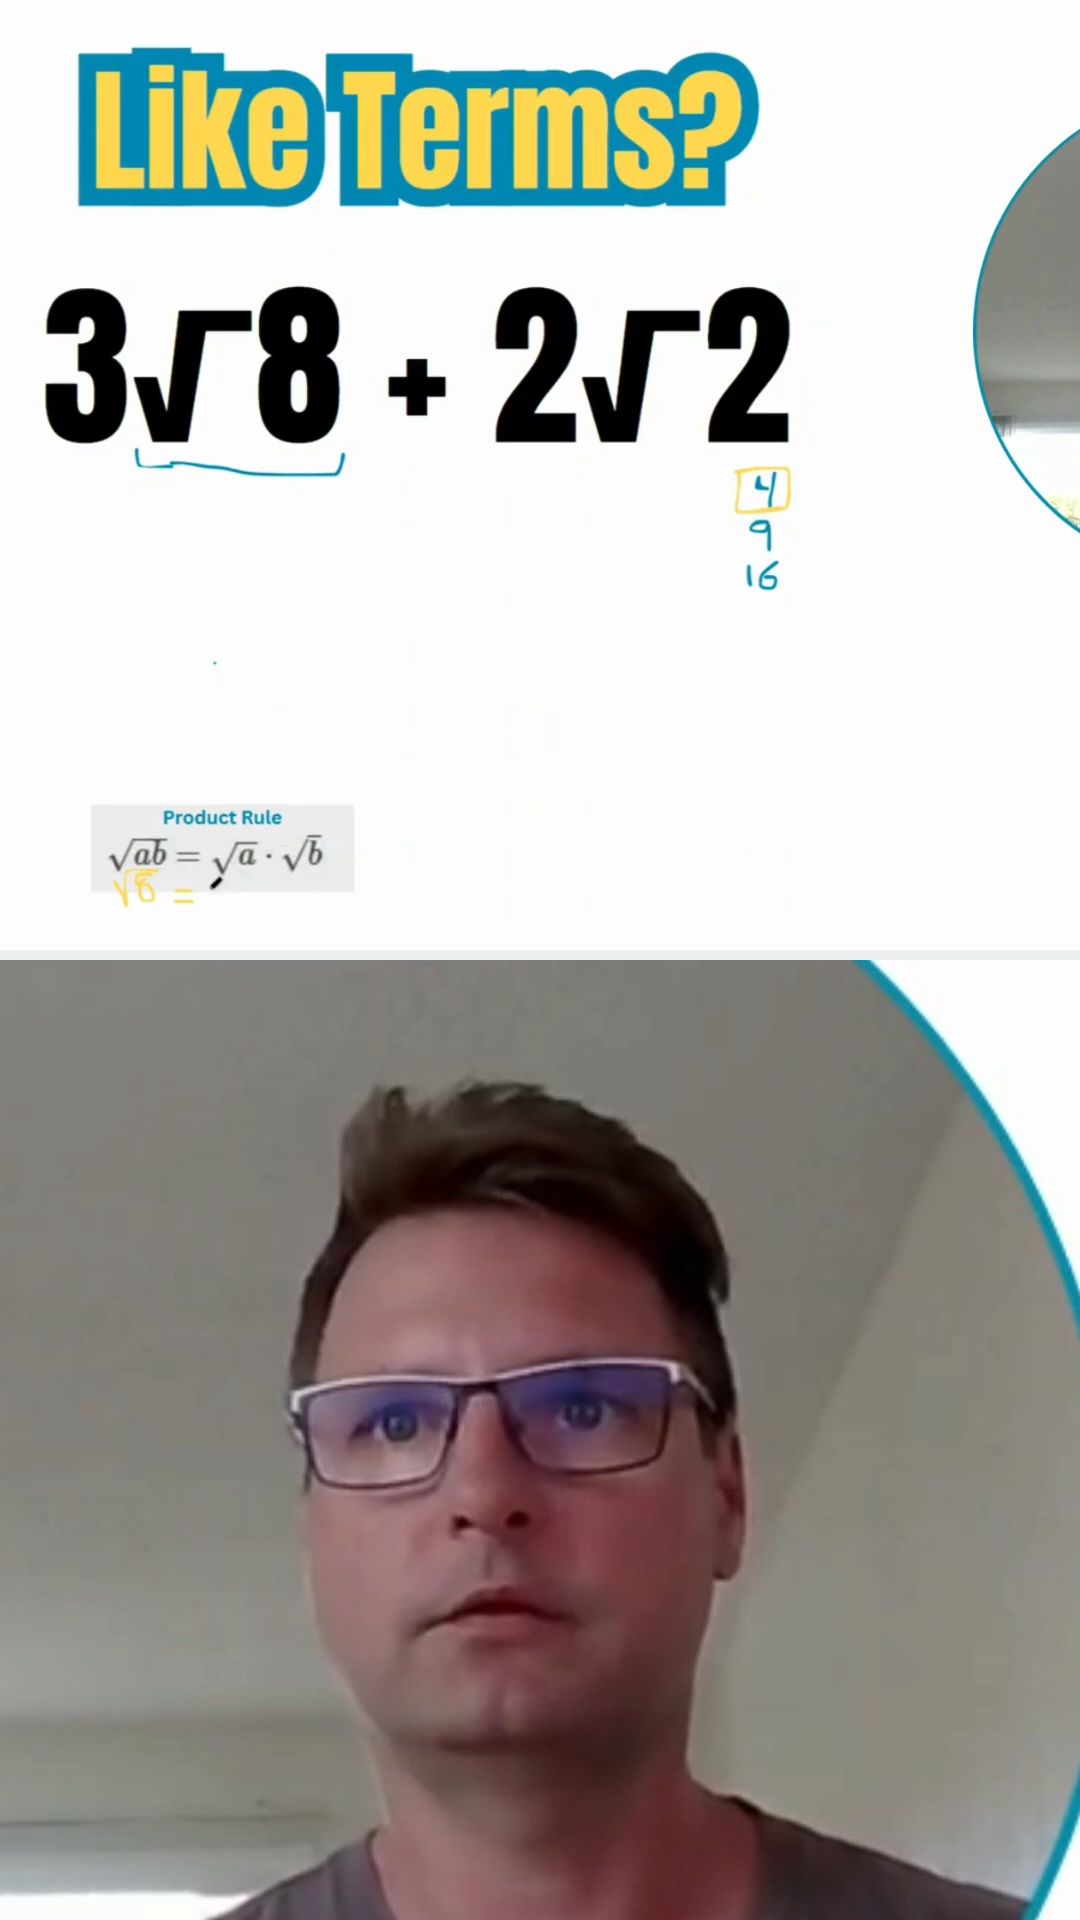 Like Terms?
3√8 + 2√2
4
9
16
Product Rule
√ab = √a · √b
√8 =